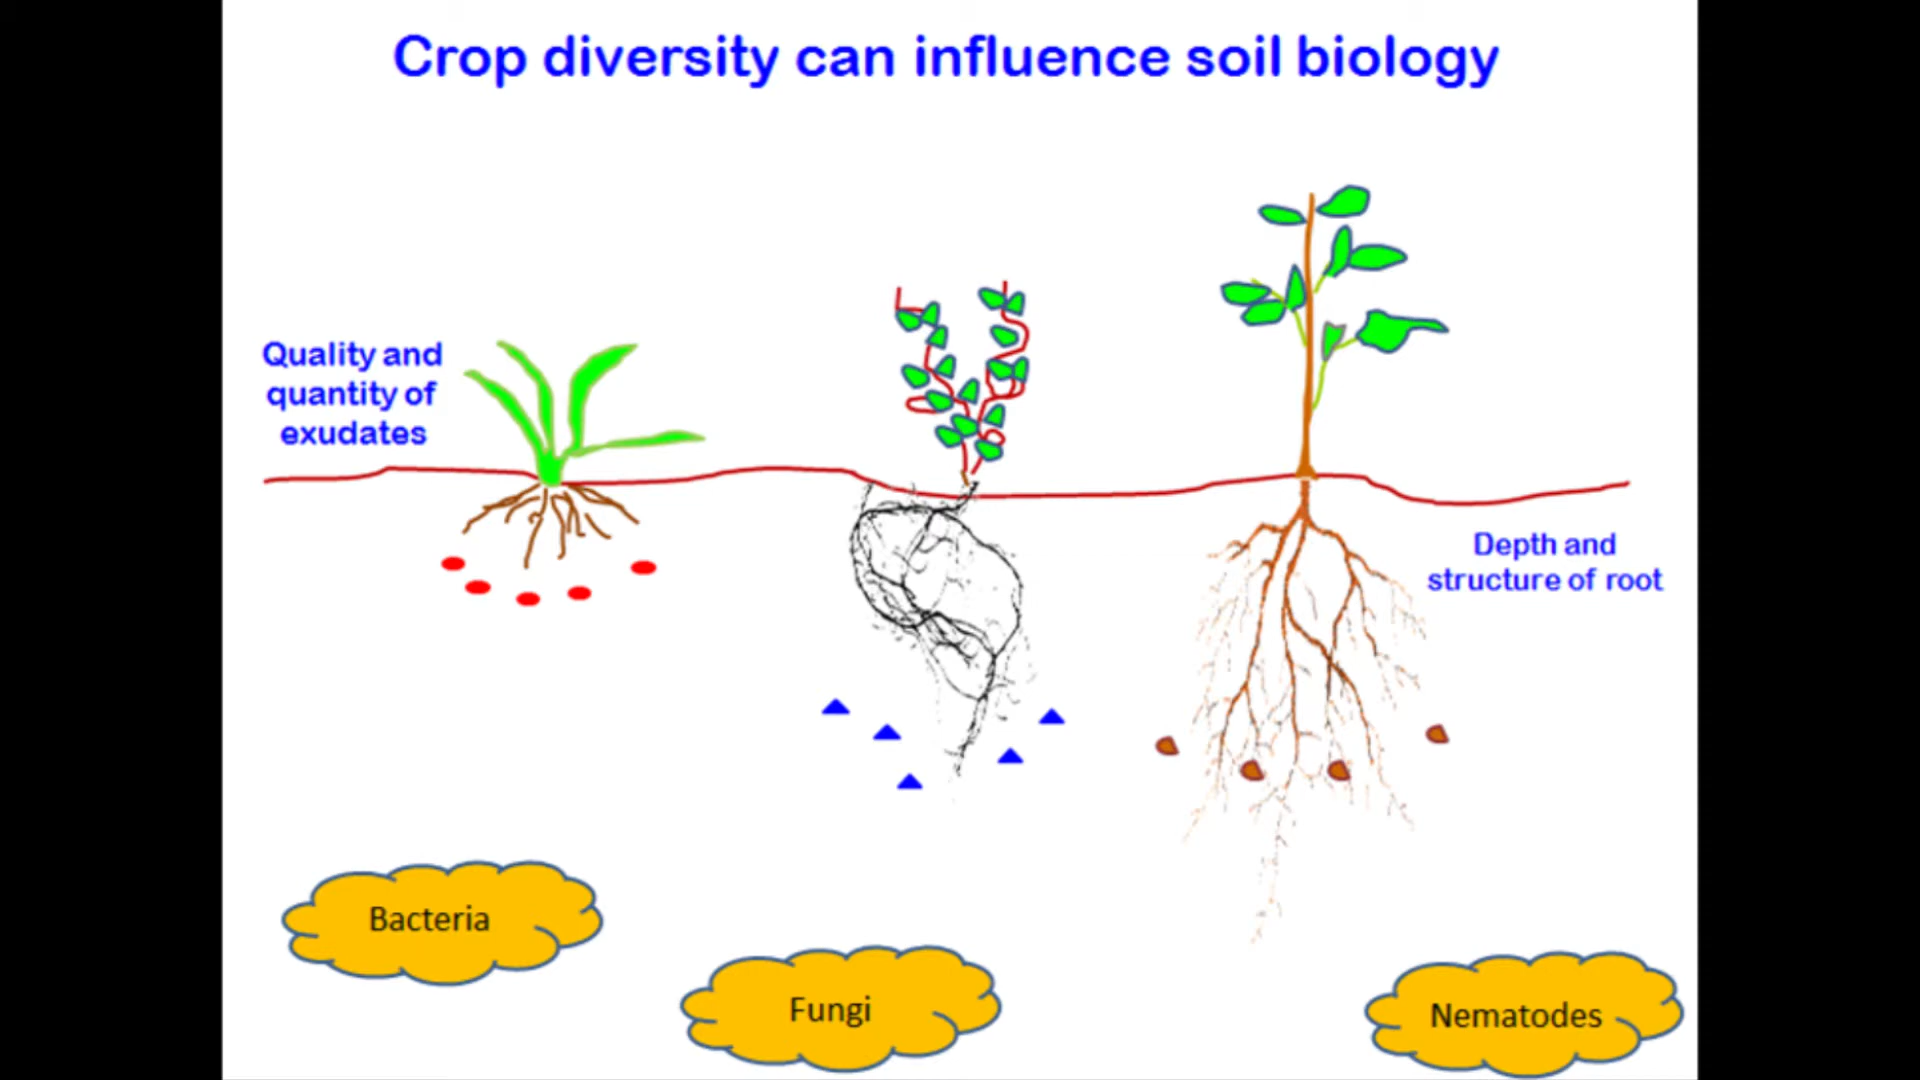 Crop diversity can influence soil biology
Quality and
quantity of
exudates
Depth and
structure of root
Bacteria
Fungi
Nematodes